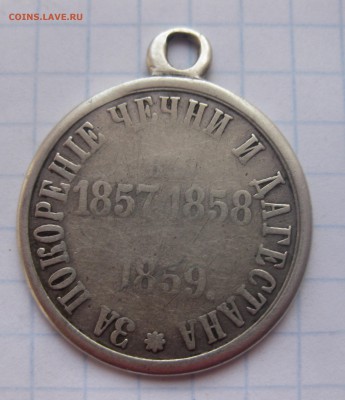 COINS.LAVE.RU
ЗА ПОКОРЕНІЕ ЧЕЧНИ И ДАГЕСТАНА
1857 1858
1859.